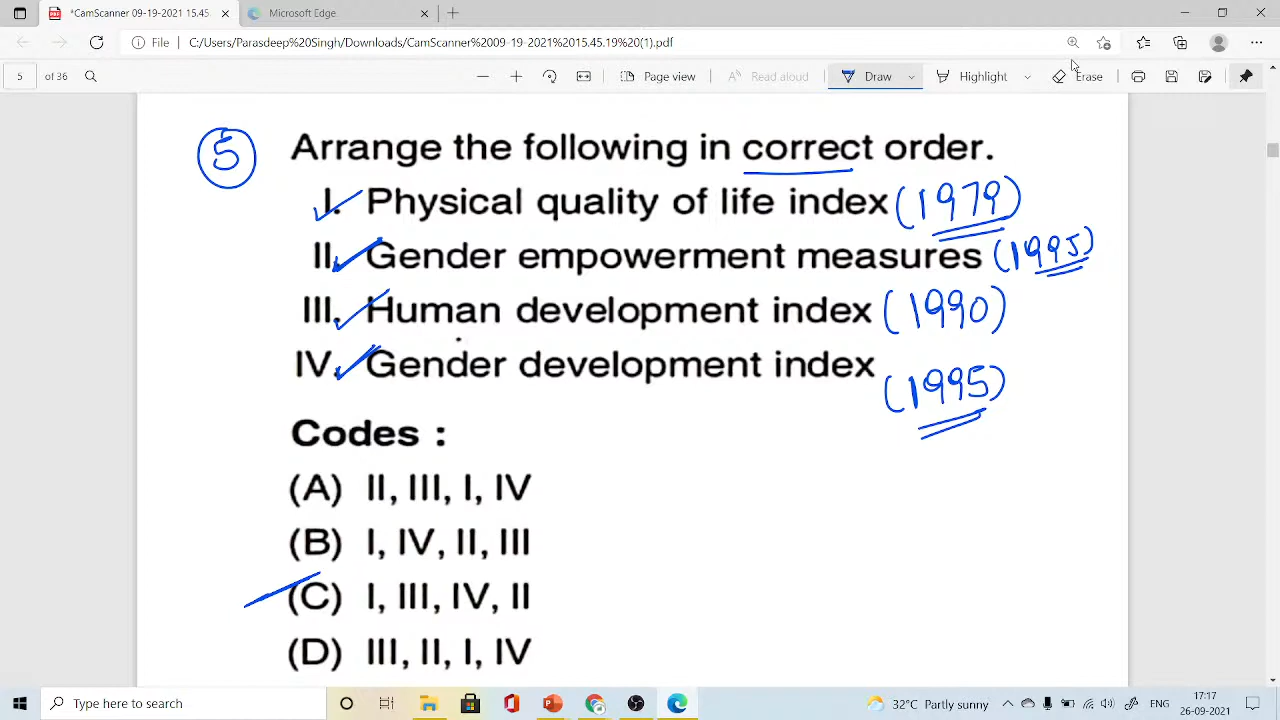 *CamScanner 09-19-2021 15.45
Microsoft Edge
File C:/Users/Parasdeep%20Singh/Downloads/CamScanner%2009-19-2021%2015.45.19%20(1).pdf
5 of 36 Page view Read aloud Draw Highlight Erase
5 Arrange the following in correct order.
I. Physical quality of life index (1979)
II. Gender empowerment measures (1995)
III. Human development index (1990)
IV. Gender development index
(1995)
Codes :
(A) II, III, I, IV
(B) I, IV, II, III
(C) I, III, IV, II
(D) III, II, I, IV
Type here to search 32°C Partly sunny ENG 17:17
26-09-2021